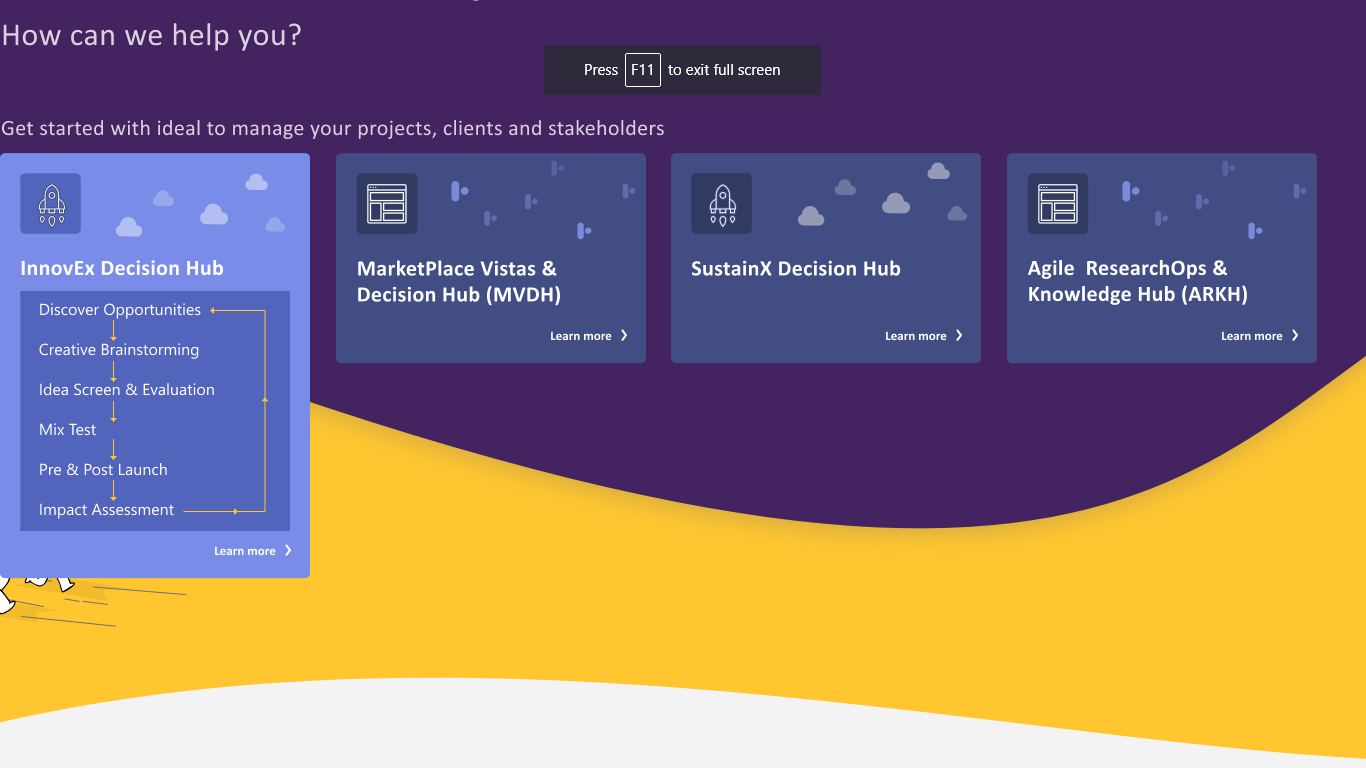 How can we help you?
Press F11 to exit full screen
Get started with ideal to manage your projects, clients and stakeholders
InnovEx Decision Hub
Discover Opportunities
Creative Brainstorming
Idea Screen & Evaluation
Mix Test
Pre & Post Launch
Impact Assessment
Learn more
MarketPlace Vistas &
Decision Hub (MVDH)
Learn more
SustainX Decision Hub
Learn more
Agile ResearchOps &
Knowledge Hub (ARKH)
Learn more